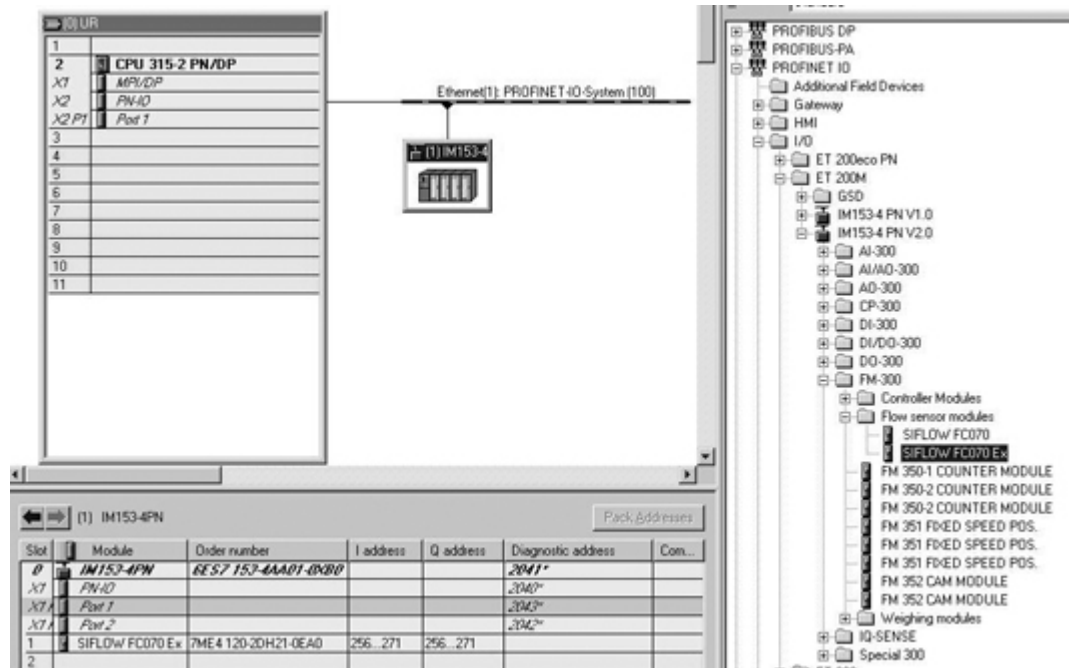 (0) UR
1
2 CPU 315-2 PN/DP
X1 MPI/DP
X2 PN-IO
X2 P1 Port 1
3
4
5
6
7
8
9
10
11
Ethernet(1): PROFINET-IO-System (100)
(1) IM153-4
PROFIBUS DP
PROFIBUS-PA
PROFINET IO
Additional Field Devices
Gateway
HMI
I/O
ET 200eco PN
ET 200M
GSD
IM153-4 PN V1.0
IM153-4 PN V2.0
AI-300
AI/AO-300
AO-300
CP-300
DI-300
DI/DO-300
DO-300
FM-300
Controller Modules
Flow sensor modules
SIFLOW FC070
SIFLOW FC070 Ex
FM 350-1 COUNTER MODULE
FM 350-2 COUNTER MODULE
FM 350-2 COUNTER MODULE
FM 351 FIXED SPEED POS.
FM 351 FIXED SPEED POS.
FM 351 FIXED SPEED POS.
FM 352 CAM MODULE
FM 352 CAM MODULE
Weighing modules
IQ-SENSE
Special 300
(1) IM153-4PN
Pack Addresses
Slot Module Order number I address Q address Diagnostic address Com...
0 IM153-4PN 6ES7 153-4AA01-0XB0 2041*
X1 PN-IO 2040*
X1 Port 1 2043*
X1 Port 2 2042*
1 SIFLOW FC070 Ex 7ME4 120-2DH21-0EA0 256...271 256...271
2